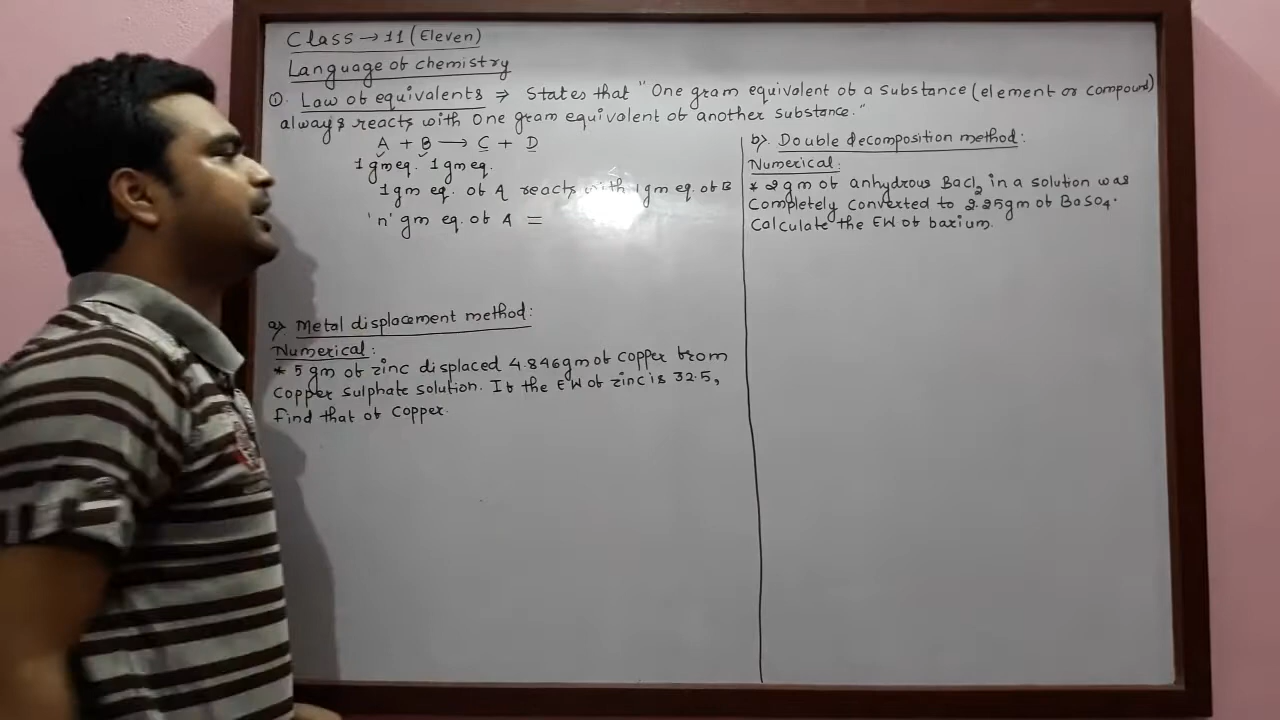 Class → 11 (Eleven)
Language of chemistry
① Law of equivalents ⇒ States that "One gram equivalent of a substance (element or compound)
always reacts with one gram equivalent of another substance."
A + B → C + D
1 gmeq. 1 gmeq.
1gm eq. of A reacts with 1gm eq. of B
'n' gm eq. of A =
a) Metal displacement method:
Numerical:
* 5 gm of zinc displaced 4.846gm of copper from
copper sulphate solution. If the EW of zinc is 32.5,
find that of copper.
b) Double decomposition method:
Numerical:
* 2gm of anhydrous BaCl₂ in a solution was
completely converted to 2.25gm of BaSO₄.
Calculate the EW of barium.